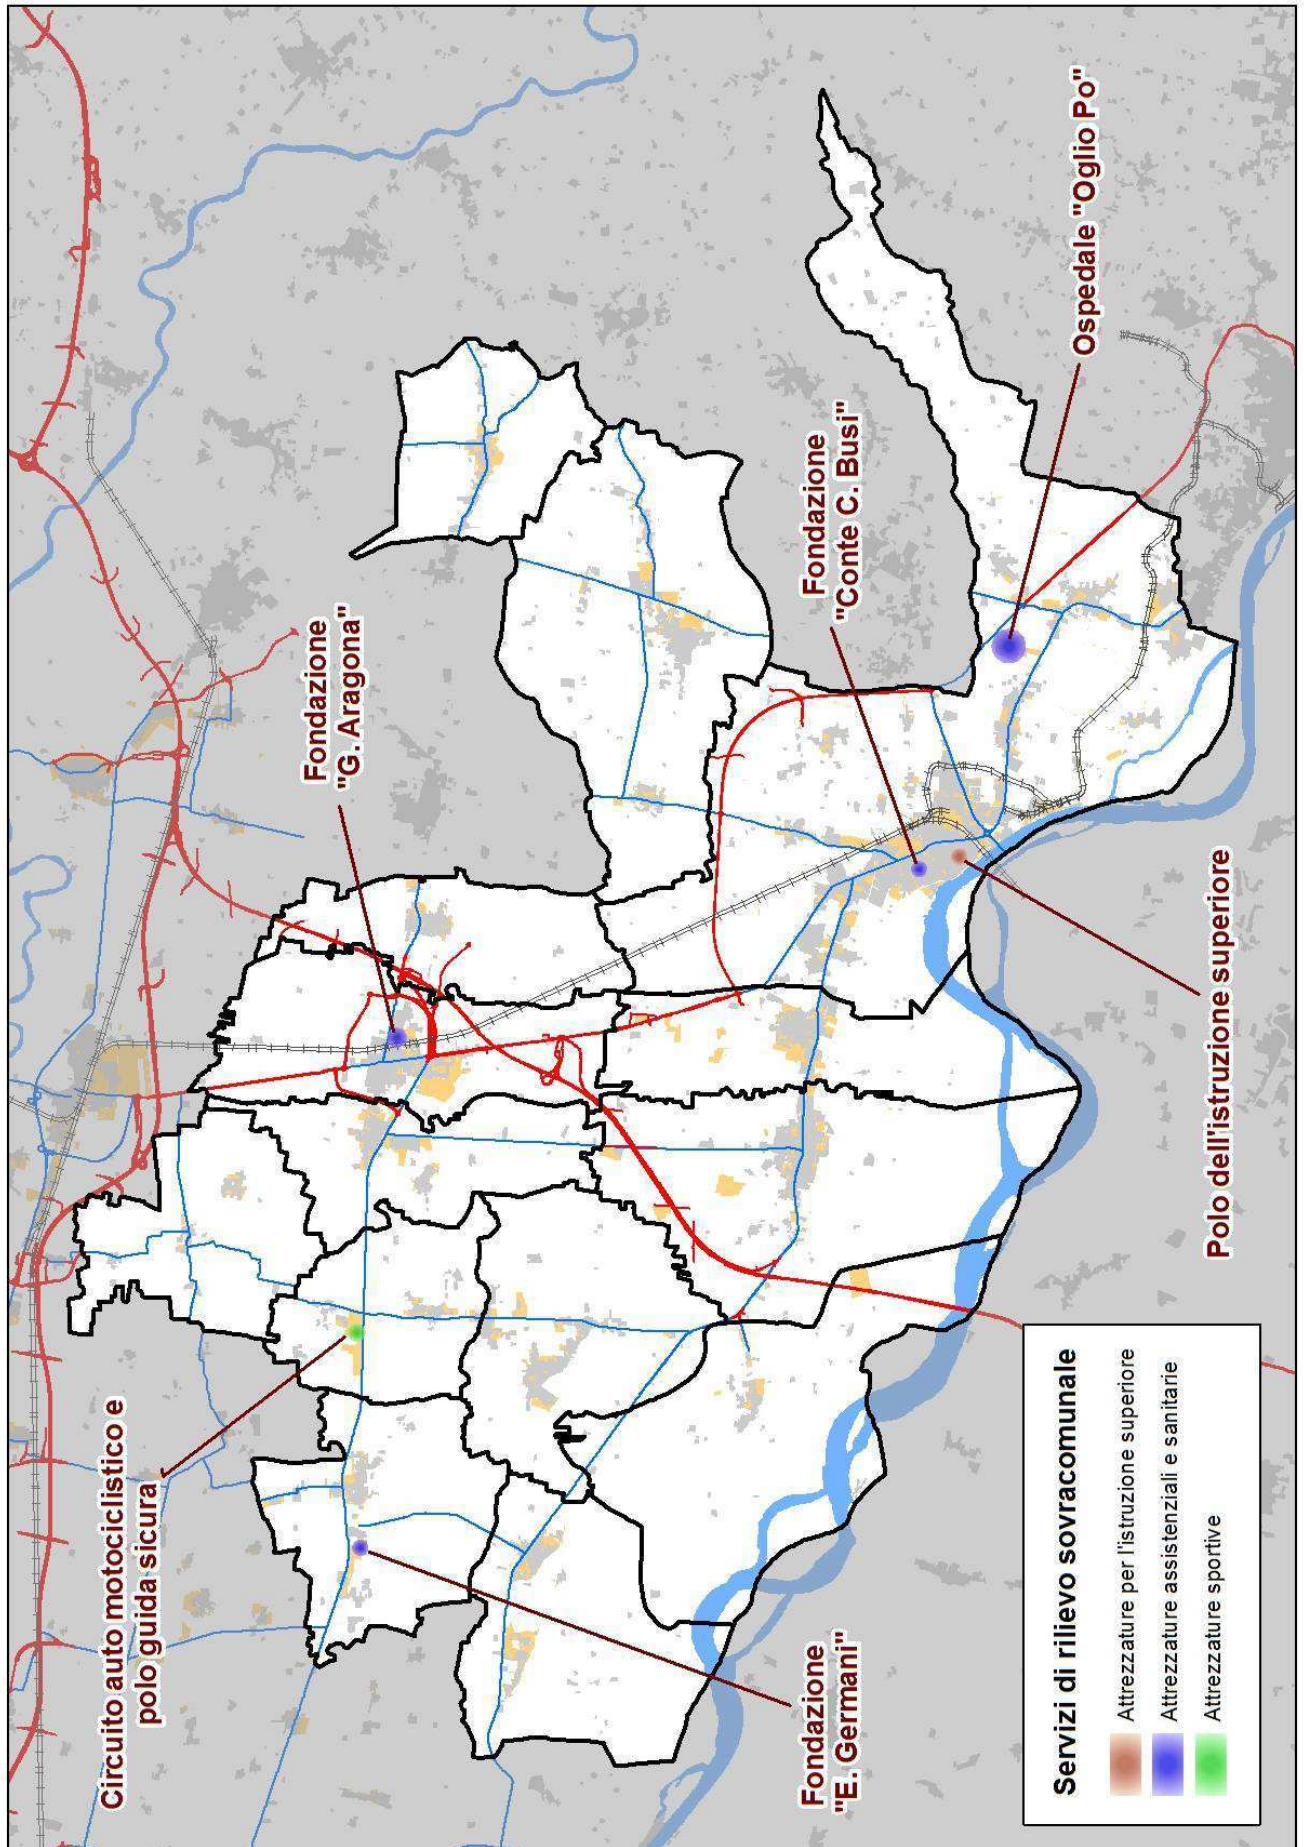 Circuito auto motociclistico e
polo guida sicura
Fondazione
"G. Aragona"
Fondazione
"E. Germani"
Fondazione
"Conte C. Busi"
Ospedale "Oglio Po"
Polo dell'istruzione superiore
Servizi di rilievo sovracomunale
Attrezzature per l'istruzione superiore
Attrezzature assistenziali e sanitarie
Attrezzature sportive